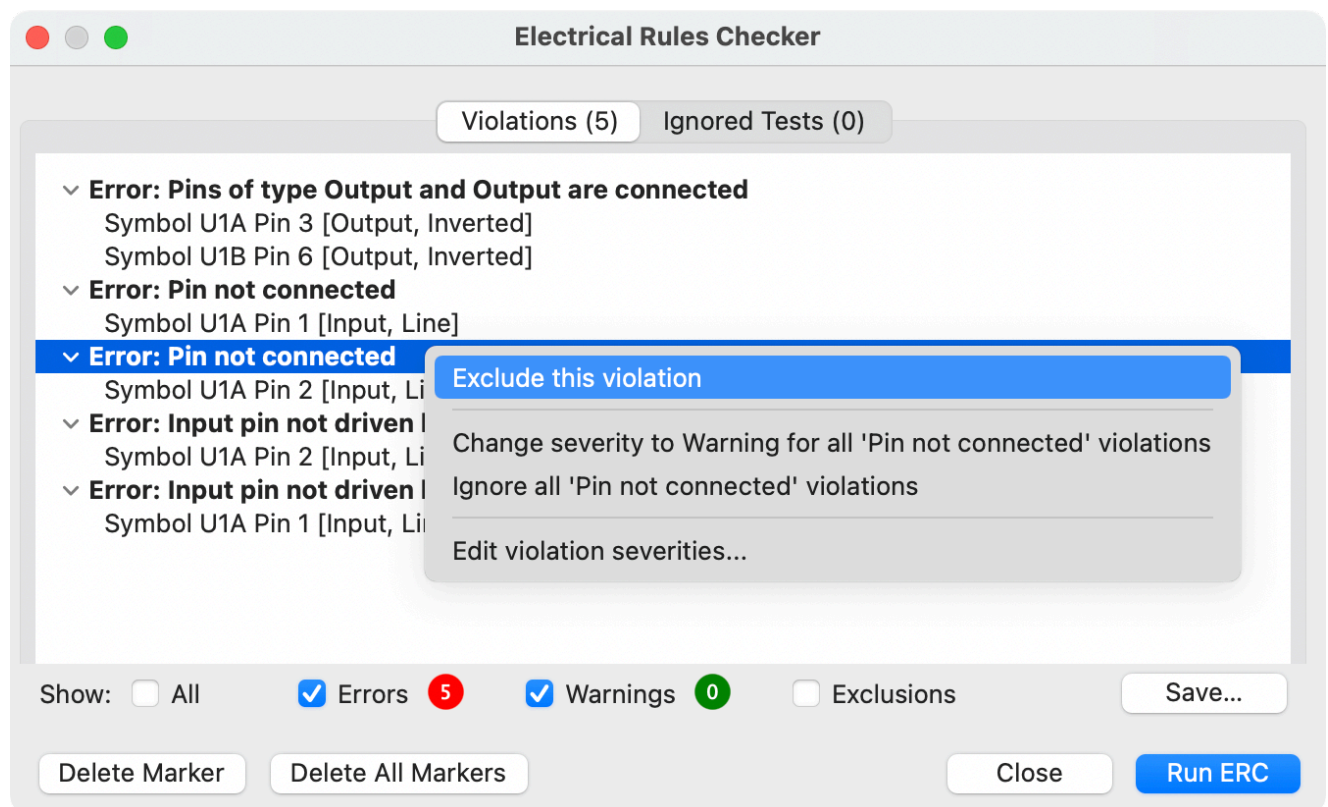 Electrical Rules Checker
Violations (5) Ignored Tests (0)
Error: Pins of type Output and Output are connected
Symbol U1A Pin 3 [Output, Inverted]
Symbol U1B Pin 6 [Output, Inverted]
Error: Pin not connected
Symbol U1A Pin 1 [Input, Line]
Error: Pin not connected
Symbol U1A Pin 2 [Input,
Error: Input pin not driven
Symbol U1A Pin 2 [Input,
Error: Input pin not driven
Symbol U1A Pin 1 [Input,
Exclude this violation
Change severity to Warning for all 'Pin not connected' violations
Ignore all 'Pin not connected' violations
Edit violation severities...
Show: All Errors 5 Warnings 0 Exclusions Save...
Delete Marker Delete All Markers Close Run ERC